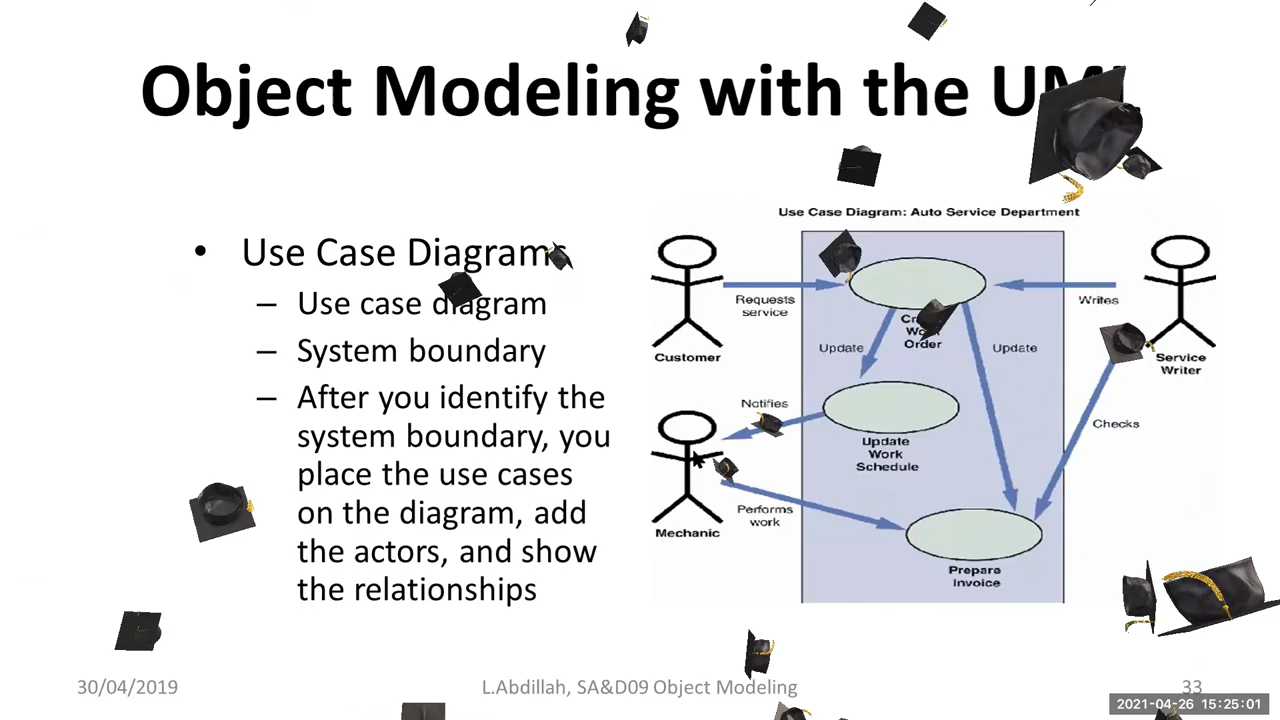 Object Modeling with the
Use Case Diagram: Auto Service Department
• Use Case Diagrams
– Use case diagram
– System boundary
– After you identify the
system boundary, you
place the use cases
on the diagram, add
the actors, and show
the relationships
Requests
service
Customer
Writes
Service
Writer
Work
Order
Update
Update
Notifies
Update
Work
Schedule
Checks
Mechanic
Performs
work
Prepare
Invoice
30/04/2019
L.Abdillah, SA&D09 Object Modeling
33
2021-04-26 15:25:01